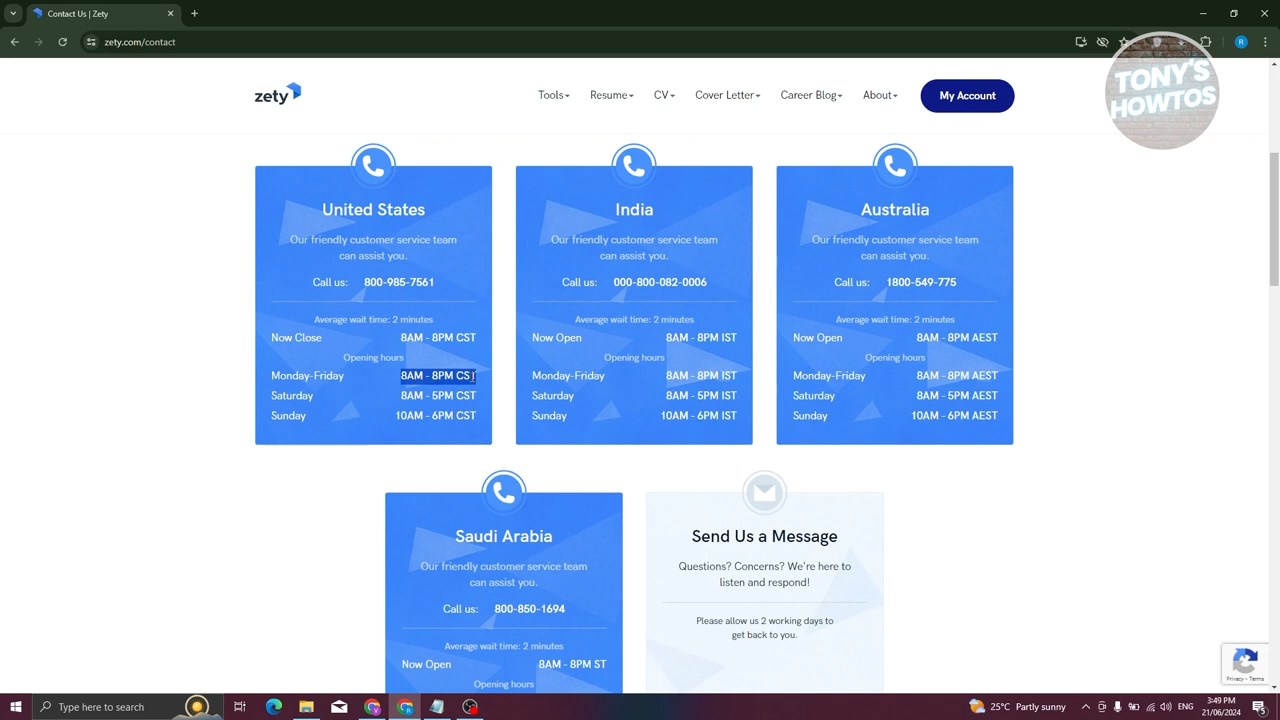 Contact Us | Zety
zety.com/contact
R
TONY'S
HOWTOS
zety
Tools
Resume
CV
Cover Letter
Career Blog
About
My Account
United States
Our friendly customer service team
can assist you.
Call us: 800-985-7561
Average wait time: 2 minutes
Now Close 8AM - 8PM CST
Opening hours
Monday-Friday 8AM - 8PM CST
Saturday 8AM - 5PM CST
Sunday 10AM - 6PM CST
India
Our friendly customer service team
can assist you.
Call us: 000-800-082-0006
Average wait time: 2 minutes
Now Open 8AM - 8PM IST
Opening hours
Monday-Friday 8AM - 8PM IST
Saturday 8AM - 5PM IST
Sunday 10AM - 6PM IST
Australia
Our friendly customer service team
can assist you.
Call us: 1800-549-775
Average wait time: 2 minutes
Now Open 8AM - 8PM AEST
Opening hours
Monday-Friday 8AM - 8PM AEST
Saturday 8AM - 5PM AEST
Sunday 10AM - 6PM AEST
Saudi Arabia
Our friendly customer service team
can assist you.
Call us: 800-850-1694
Average wait time: 2 minutes
Now Open 8AM - 8PM ST
Opening hours
Send Us a Message
Questions? Concerns? We're here to
listen and respond!
Please allow us 2 working days to
get back to you.
Privacy - Terms
Type here to search
25°C Partly sunny
ENG
3:49 PM
21/06/2024